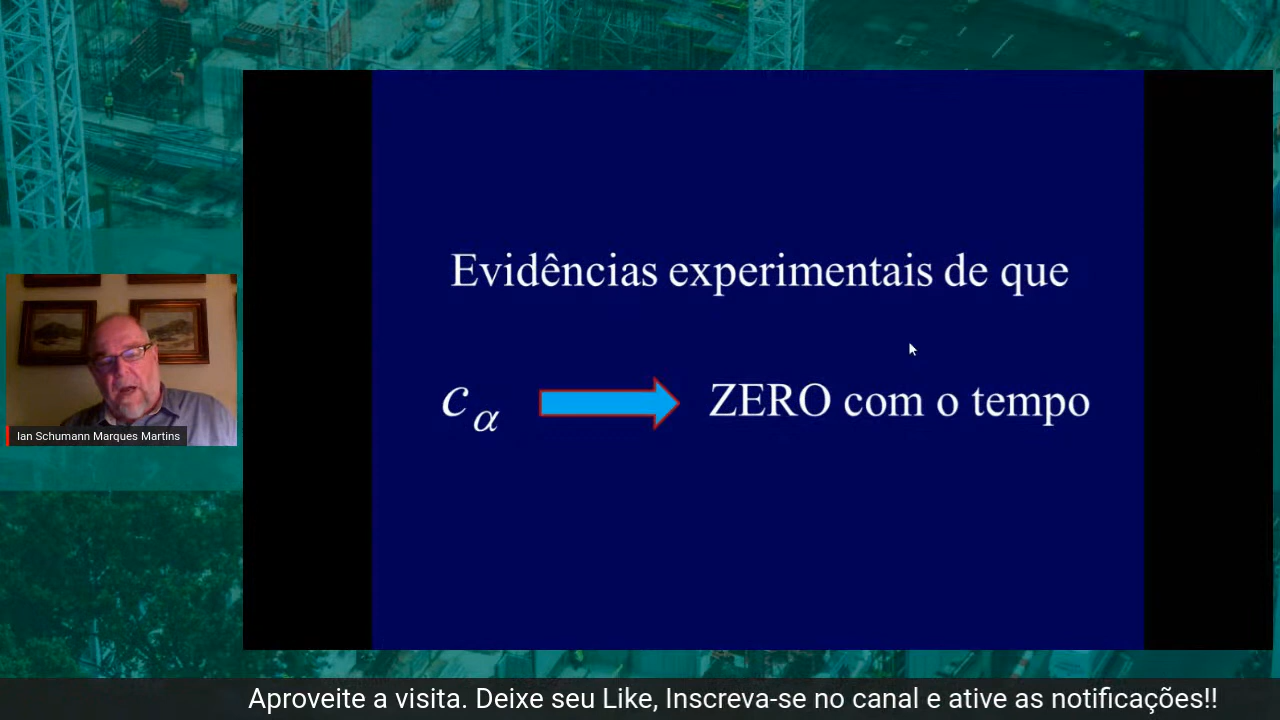 Evidências experimentais de que
cα ZERO com o tempo
Ian Schumann Marques Martins
Aproveite a visita. Deixe seu Like, Inscreva-se no canal e ative as notificações!!